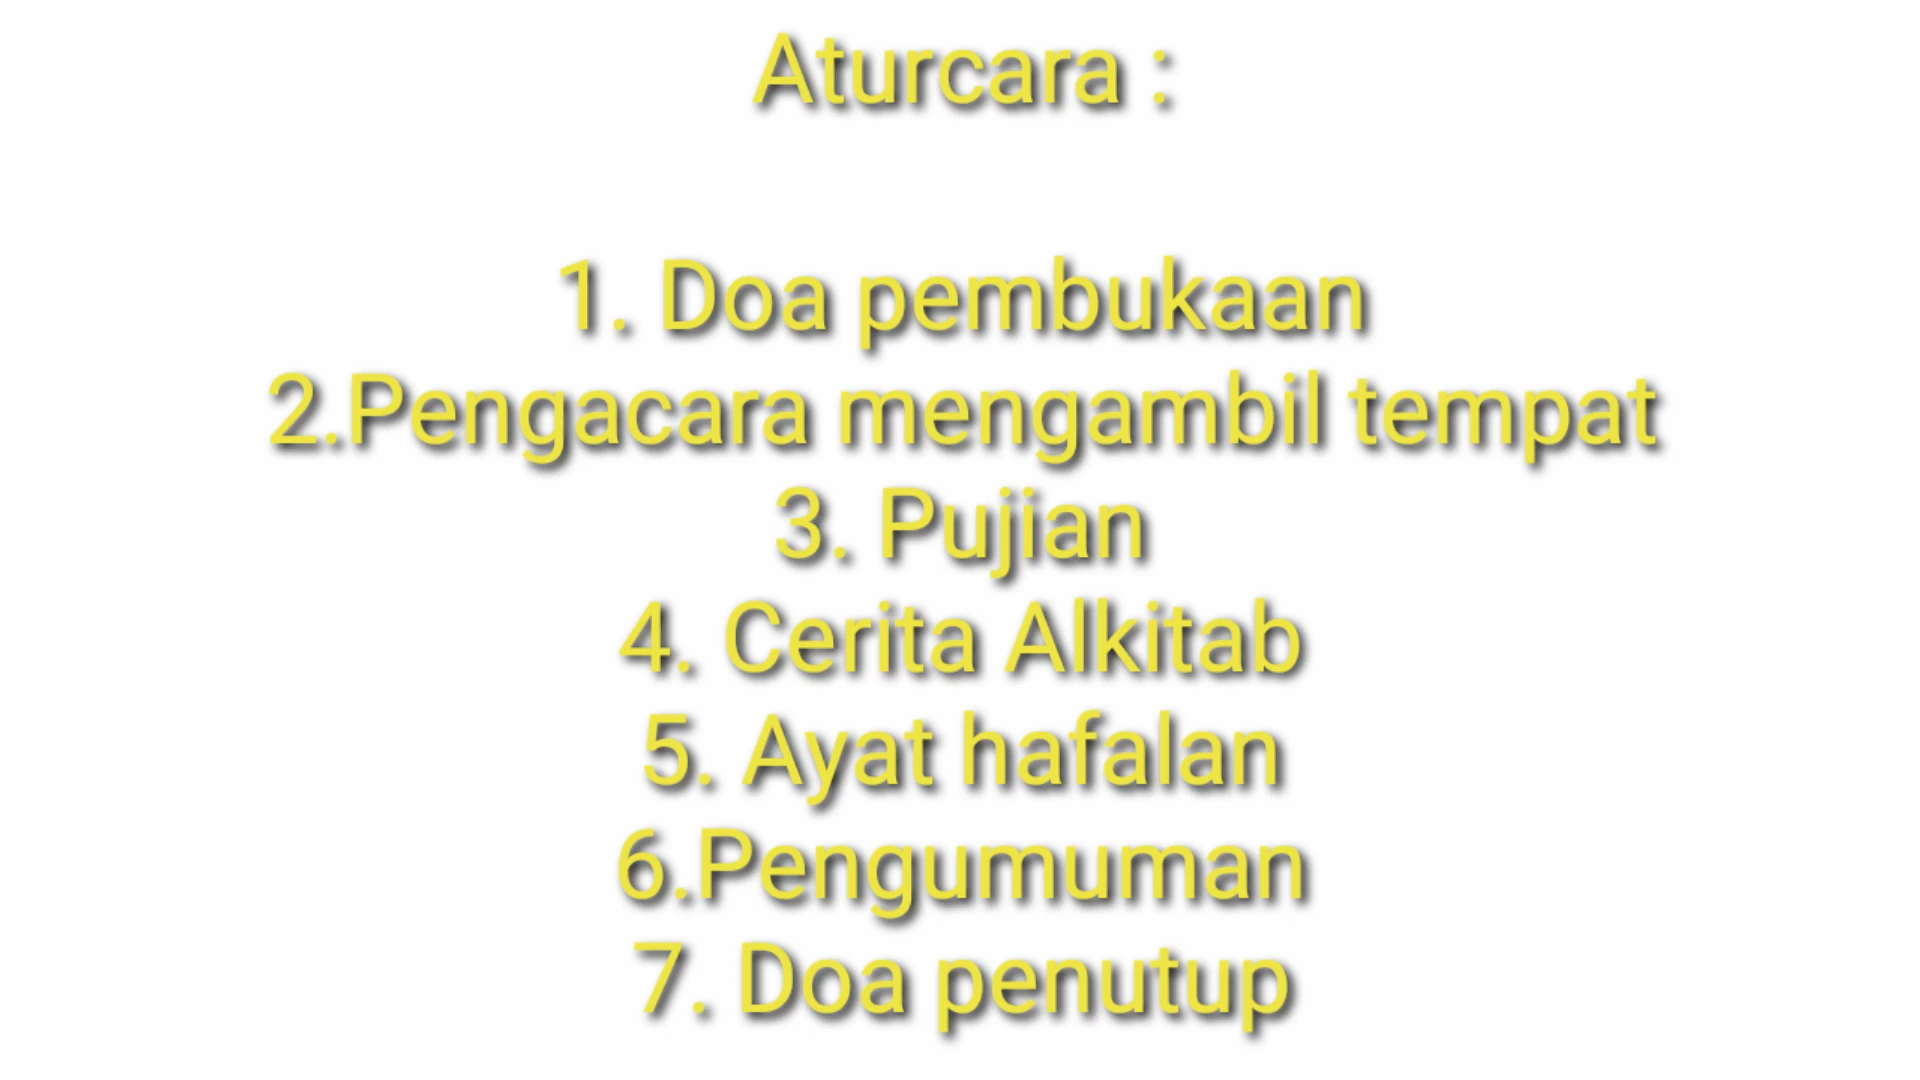 Aturcara :
1. Doa pembukaan
2.Pengacara mengambil tempat
3. Pujian
4. Cerita Alkitab
5. Ayat hafalan
6.Pengumuman
7. Doa penutup